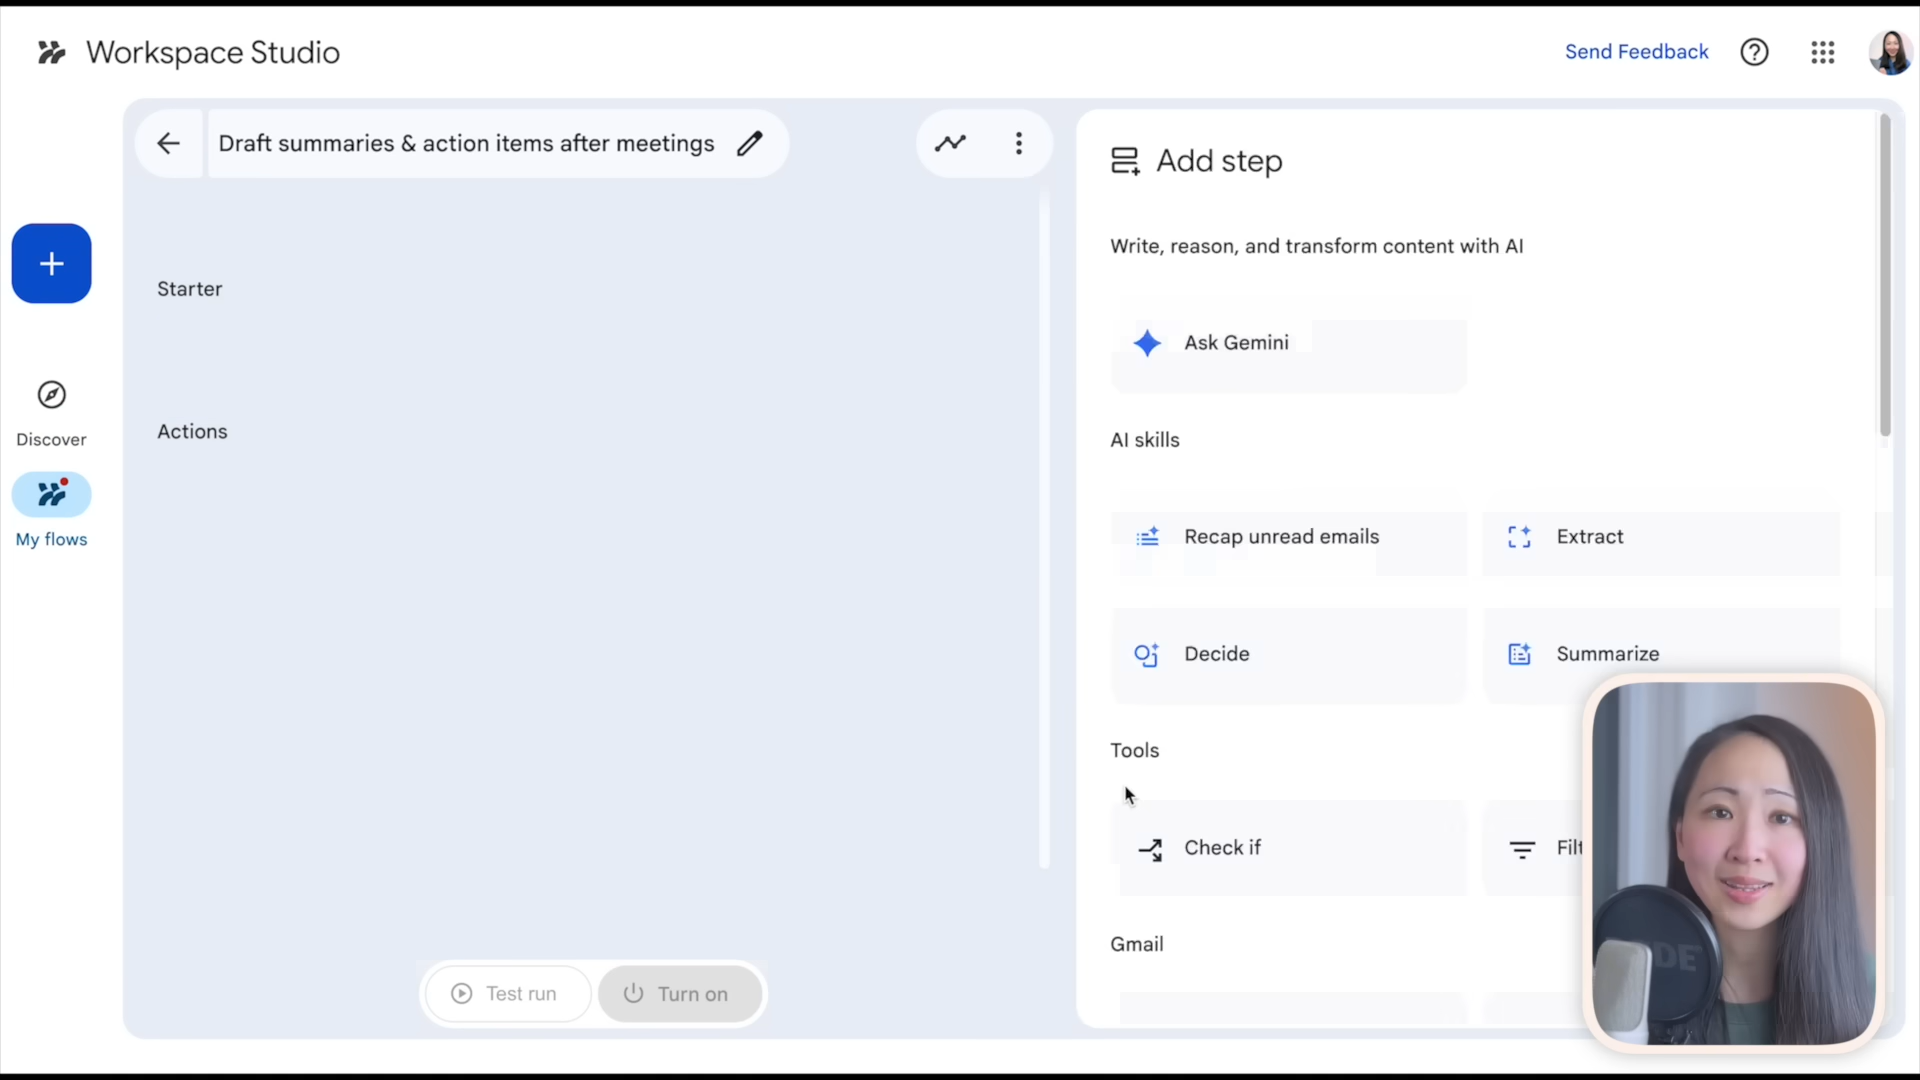 Workspace Studio
Send Feedback
Draft summaries & action items after meetings
Add step
Write, reason, and transform content with AI
Starter
Ask Gemini
Discover
Actions
AI skills
My flows
Recap unread emails
Extract
Decide
Summarize
Tools
Check if
Gmail
Test run
Turn on